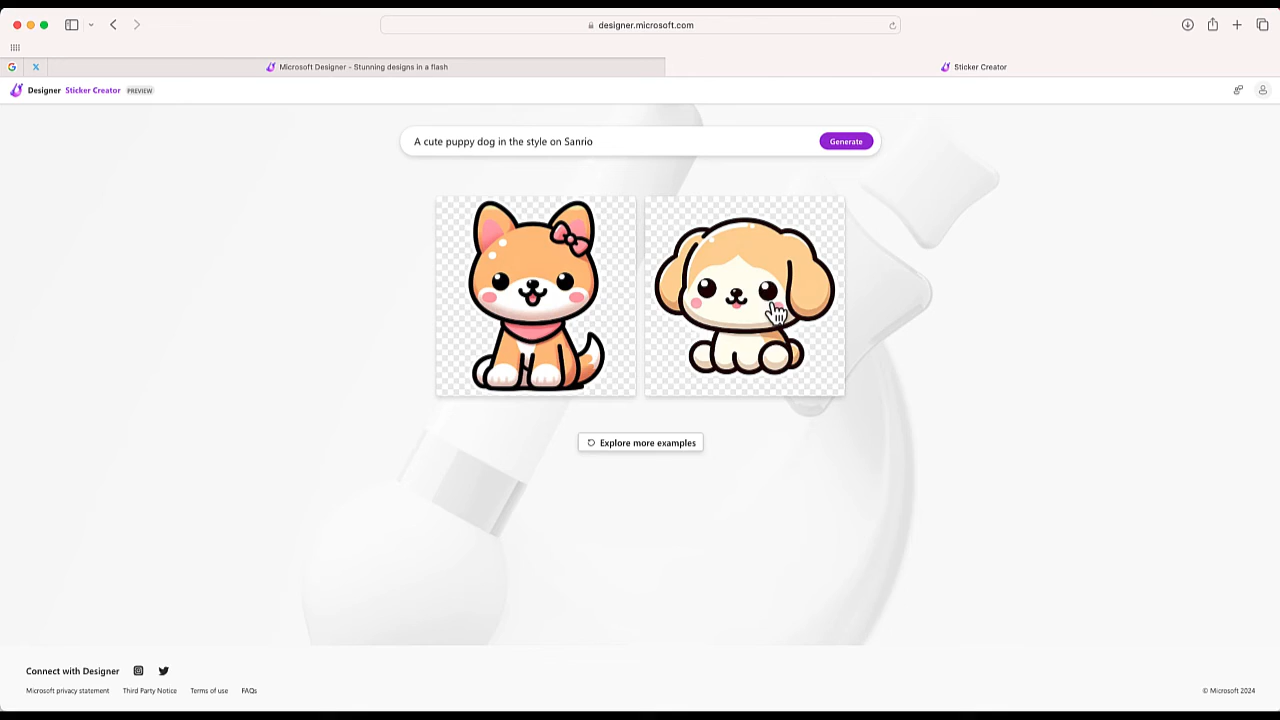 designer.microsoft.com
Microsoft Designer - Stunning designs in a flash
Sticker Creator
Designer Sticker Creator PREVIEW
A cute puppy dog in the style on Sanrio
Generate
Explore more examples
Connect with Designer
Microsoft privacy statement Third Party Notice Terms of use FAQs
© Microsoft 2024